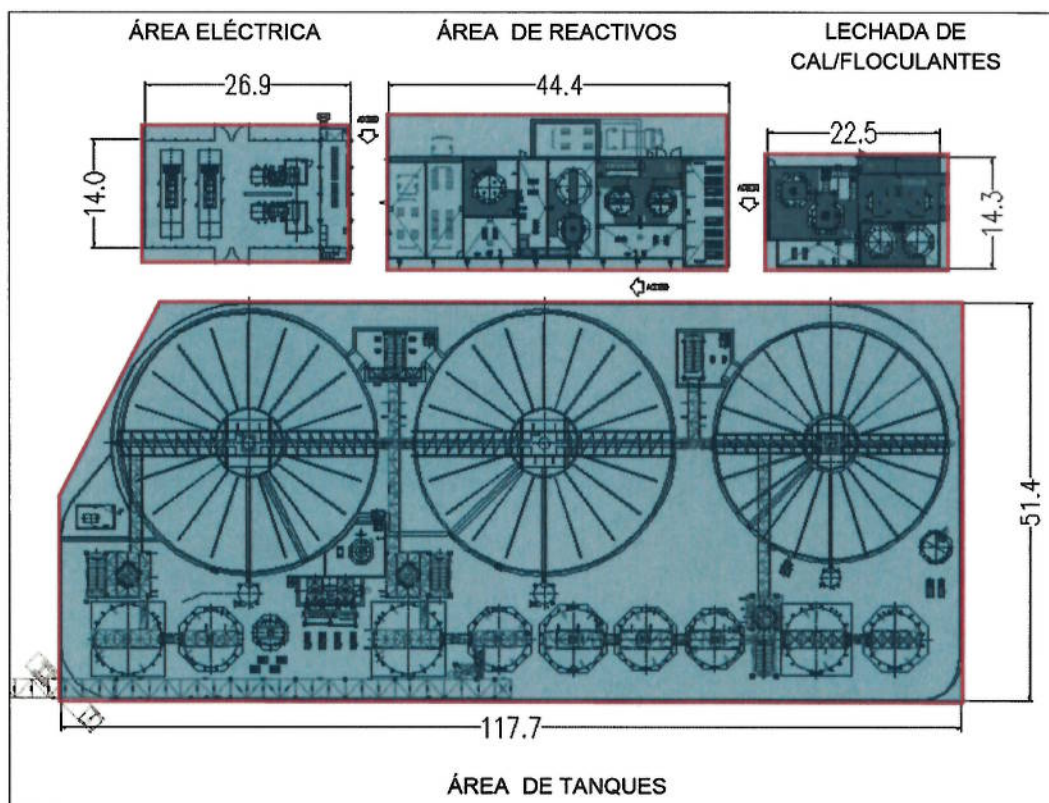 ÁREA ELÉCTRICA
ÁREA DE REACTIVOS
LECHADA DE
CAL/FLOCULANTES
26.9
44.4
22.5
14.0
14.3
ACCESO
51.4
117.7
ÁREA DE TANQUES